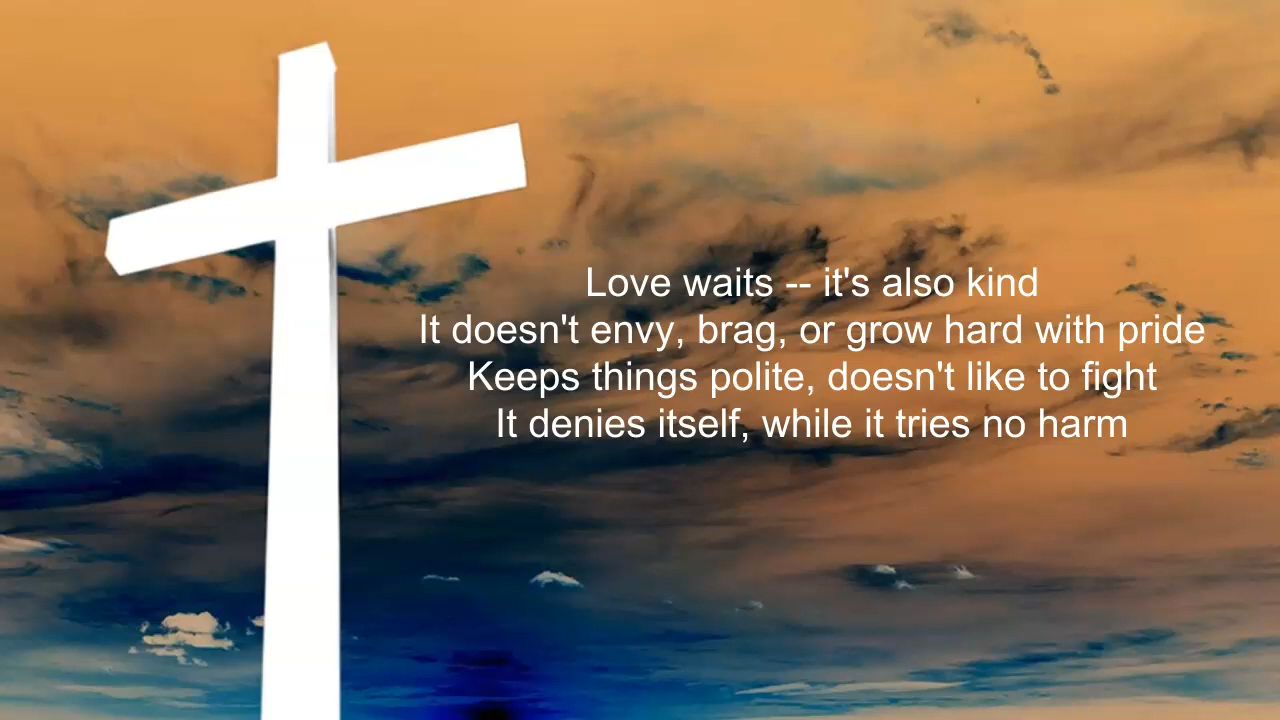 Love waits -- it's also kind
It doesn't envy, brag, or grow hard with pride
Keeps things polite, doesn't like to fight
It denies itself, while it tries no harm